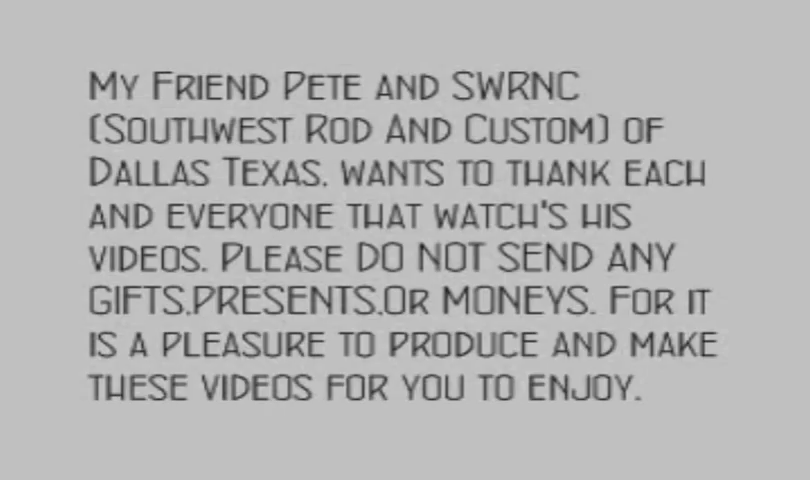 My Friend Pete and SWRNC
(Southwest Rod And Custom) of
Dallas Texas. wants to thank each
and everyone that watch's his
videos. Please DO NOT SEND ANY
GIFTS.PRESENTS.Or MONEYS. For it
is a pleasure to produce and make
these videos for you to enjoy.